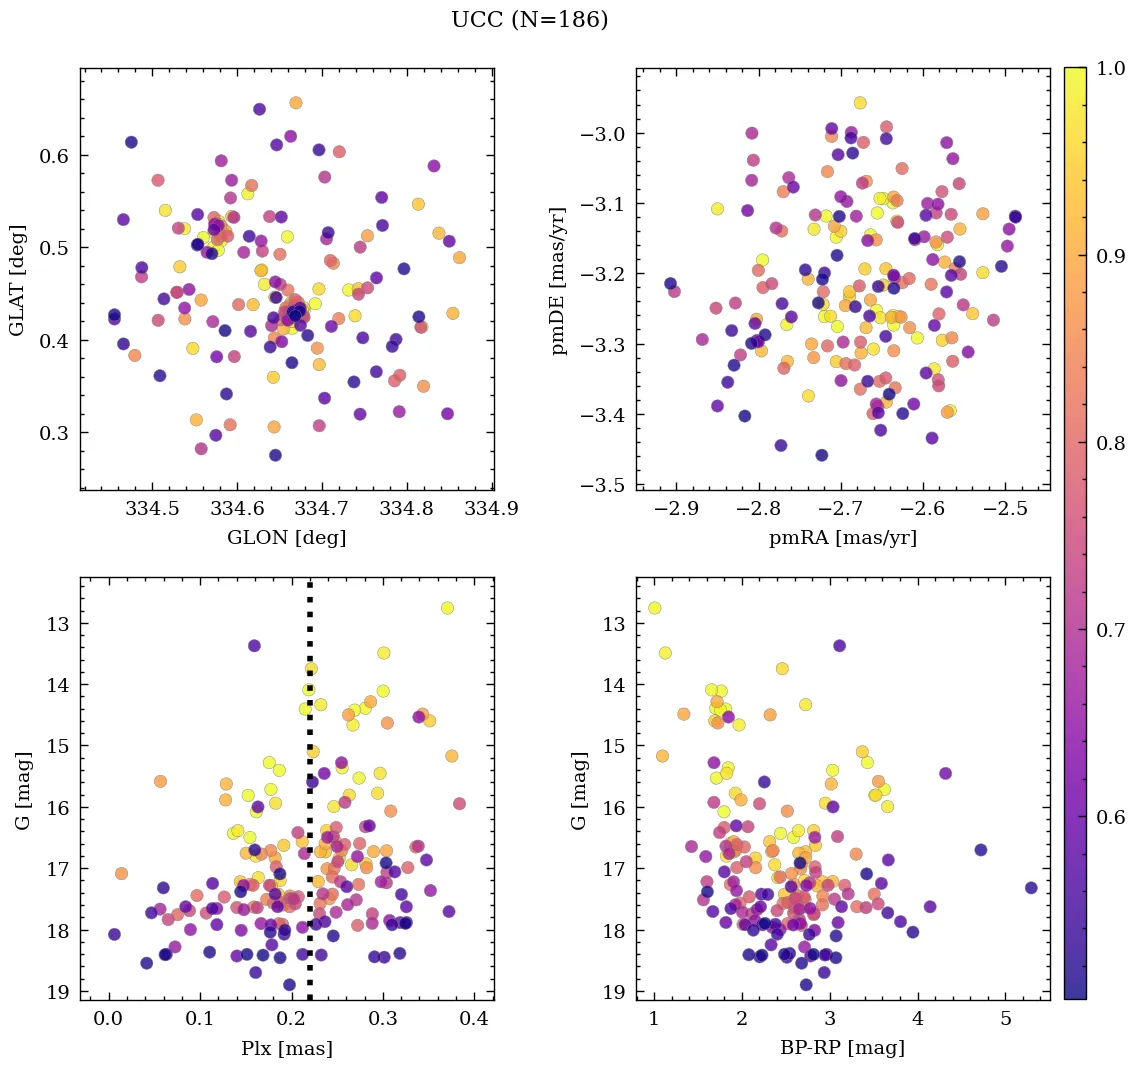 UCC (N=186)
GLAT [deg]
0.6
0.5
0.4
0.3
334.5 334.6 334.7 334.8 334.9
GLON [deg]
pmDE [mas/yr]
−3.0
−3.1
−3.2
−3.3
−3.4
−3.5
−2.9 −2.8 −2.7 −2.6 −2.5
pmRA [mas/yr]
1.0
0.9
0.8
0.7
0.6
G [mag]
13
14
15
16
17
18
19
0.0 0.1 0.2 0.3 0.4
Plx [mas]
G [mag]
13
14
15
16
17
18
19
1 2 3 4 5
BP-RP [mag]